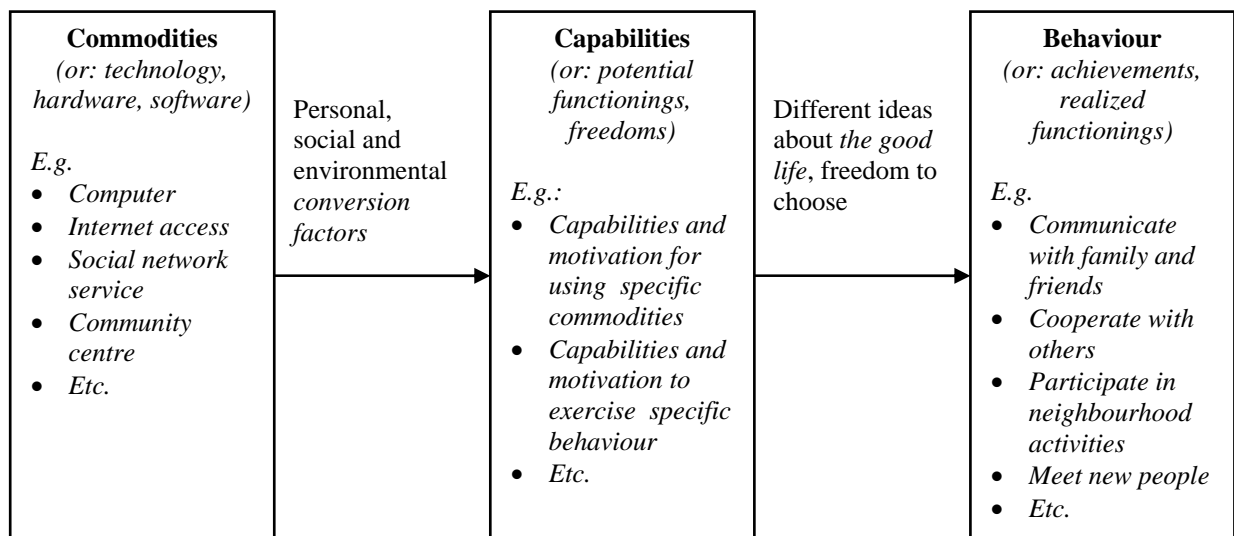 Commodities
(or: technology,
hardware, software)
E.g.
• Computer
• Internet access
• Social network
service
• Community
centre
• Etc.
Personal,
social and
environmental
conversion
factors
Capabilities
(or: potential
functionings,
freedoms)
E.g.:
• Capabilities and
motivation for
using specific
commodities
• Capabilities and
motivation to
exercise specific
behaviour
• Etc.
Different ideas
about the good
life, freedom to
choose
Behaviour
(or: achievements,
realized
functionings)
E.g.
• Communicate
with family and
friends
• Cooperate with
others
• Participate in
neighbourhood
activities
• Meet new people
• Etc.